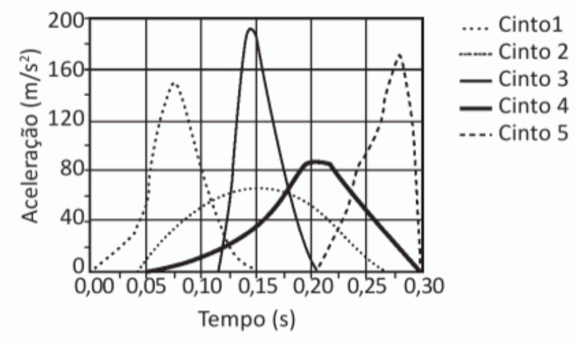 200
160
120
80
40
0
Aceleração (m/s²)
0,00 0,05 0,10 0,15 0,20 0,25 0,30
Tempo (s)
Cinto1
Cinto 2
Cinto 3
Cinto 4
Cinto 5